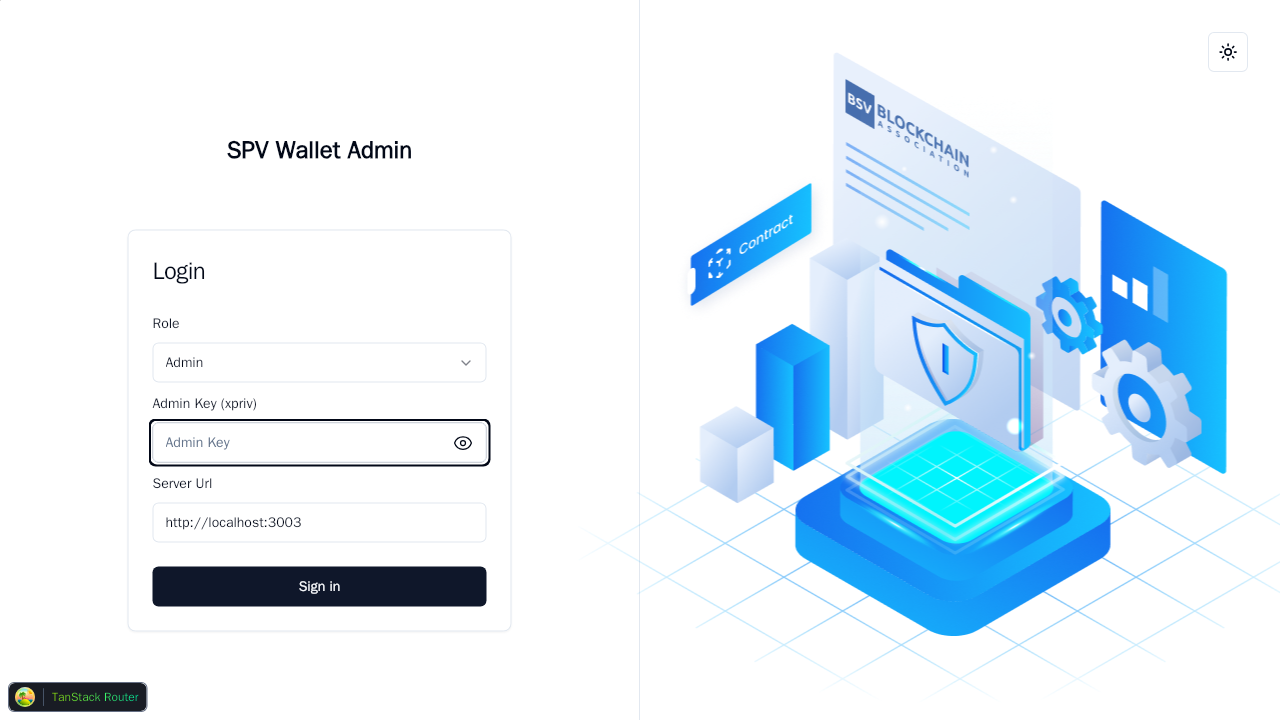 SPV Wallet Admin
Login
Role
Admin
Admin Key (xpriv)
Admin Key
Server Url
http://localhost:3003
Sign in
TanStack Router
BSV BLOCKCHAIN
ASSOCIATION
Contract